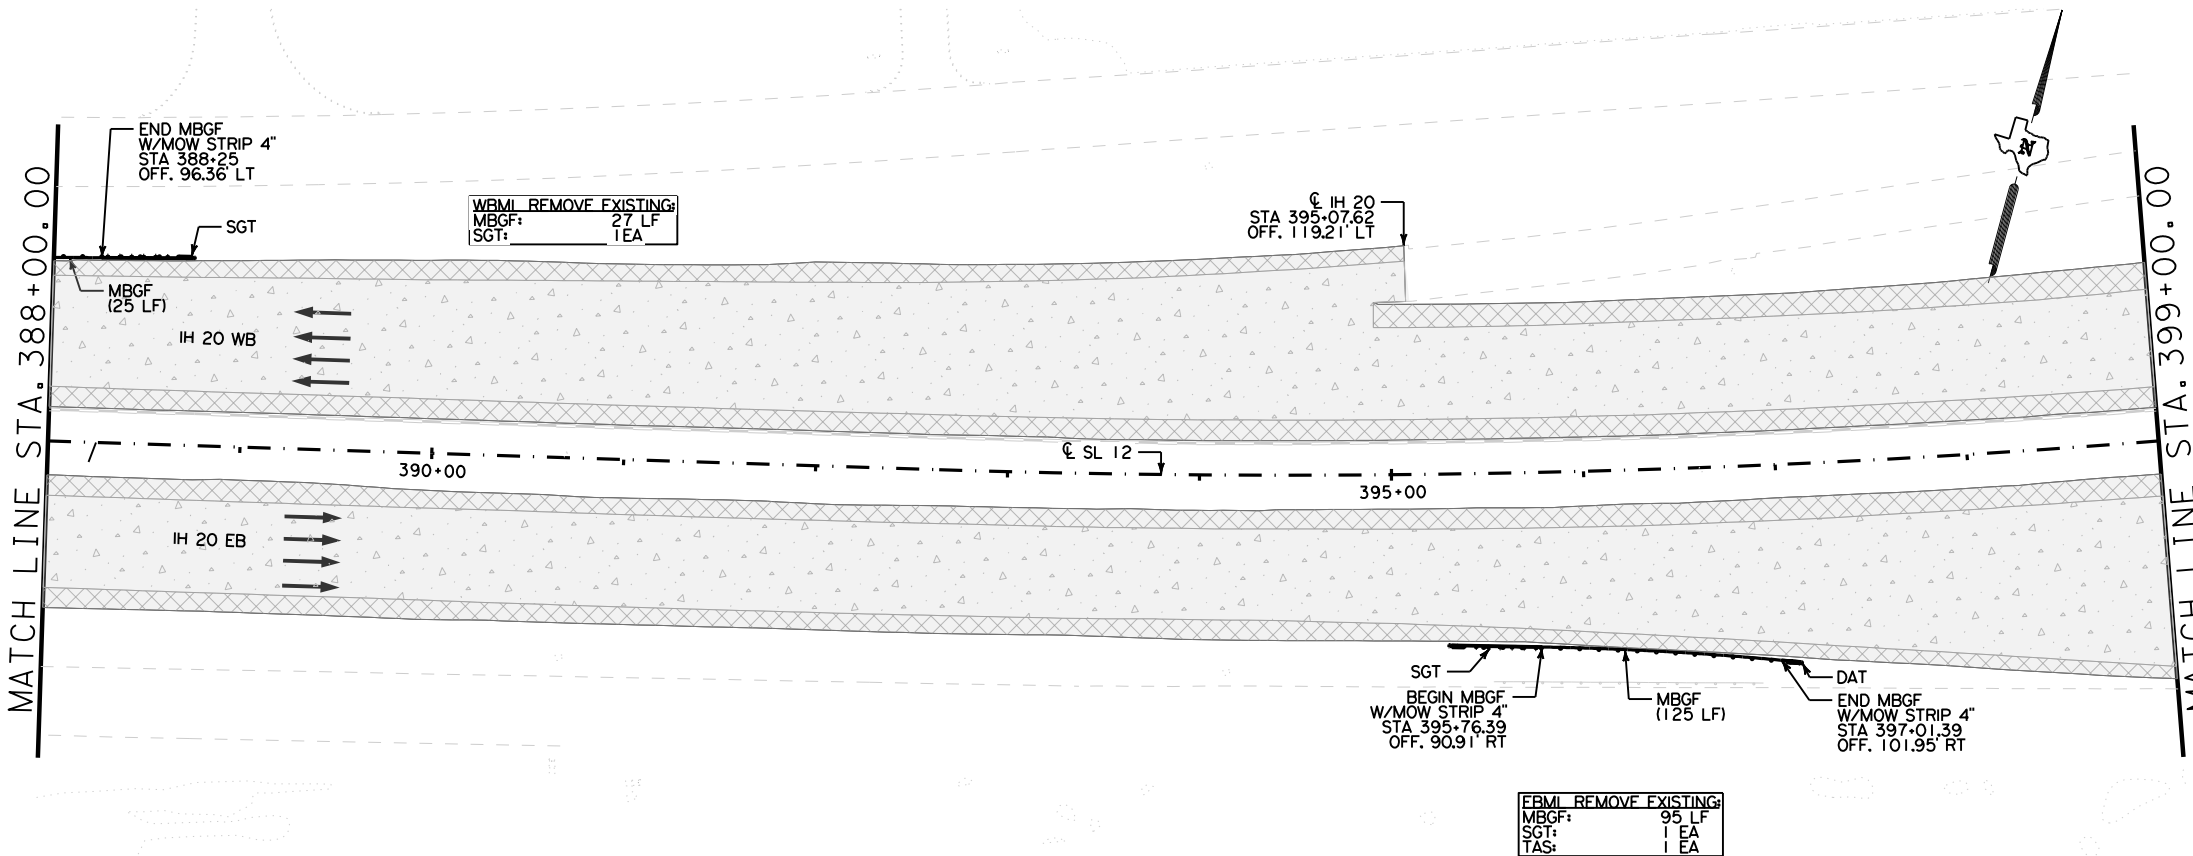 END MBGF
W/MOW STRIP 4"
STA 388+25
OFF. 96.36' LT
SGT
MBGF
(25 LF)
WBML REMOVE EXISTING:
MBGF: 27 LF
SGT: 1EA
℄ IH 20
STA 395+07.62
OFF. 119.21' LT
N
MATCH LINE STA. 388+00.00
IH 20 WB
390+00
℄ SL 12
395+00
IH 20 EB
MATCH LINE STA. 399+00.00
SGT
BEGIN MBGF
W/MOW STRIP 4"
STA 395+76.39
OFF. 90.91' RT
MBGF
(125 LF)
DAT
END MBGF
W/MOW STRIP 4"
STA 397+01.39
OFF. 101.95' RT
EBML REMOVE EXISTING:
MBGF: 95 LF
SGT: 1 EA
TAS: 1 EA